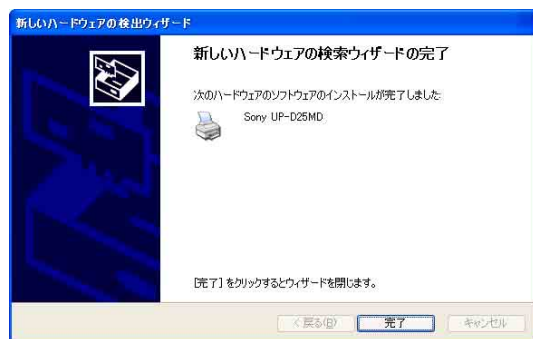 新しいハードウェアの検出ウィザード
新しいハードウェアの検索ウィザードの完了
次のハードウェアのソフトウェアのインストールが完了しました:
Sony UP-D25MD
[完了] をクリックするとウィザードを閉じます。
< 戻る(B)
完了
キャンセル